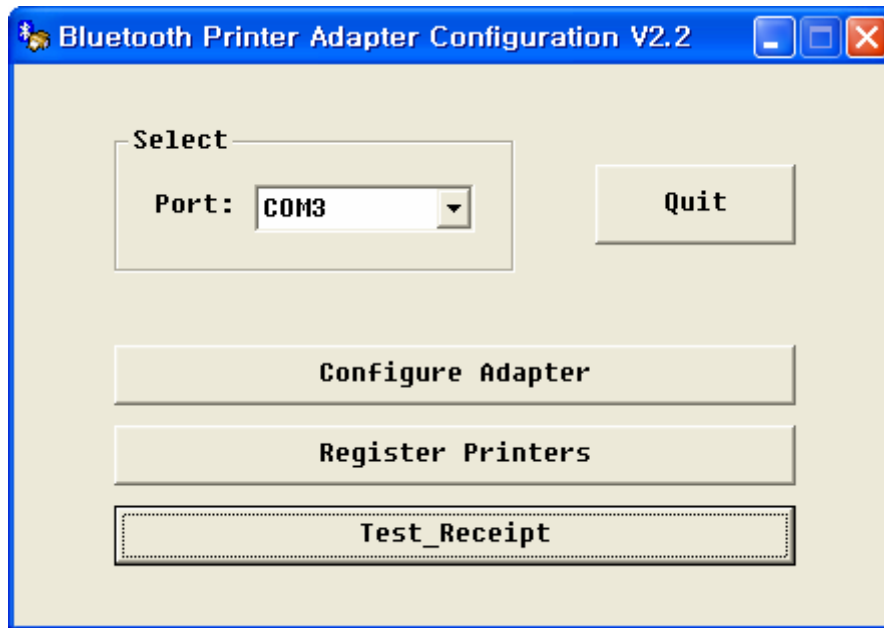 Bluetooth Printer Adapter Configuration V2.2
Select
Port: COM3
Quit
Configure Adapter
Register Printers
Test_Receipt